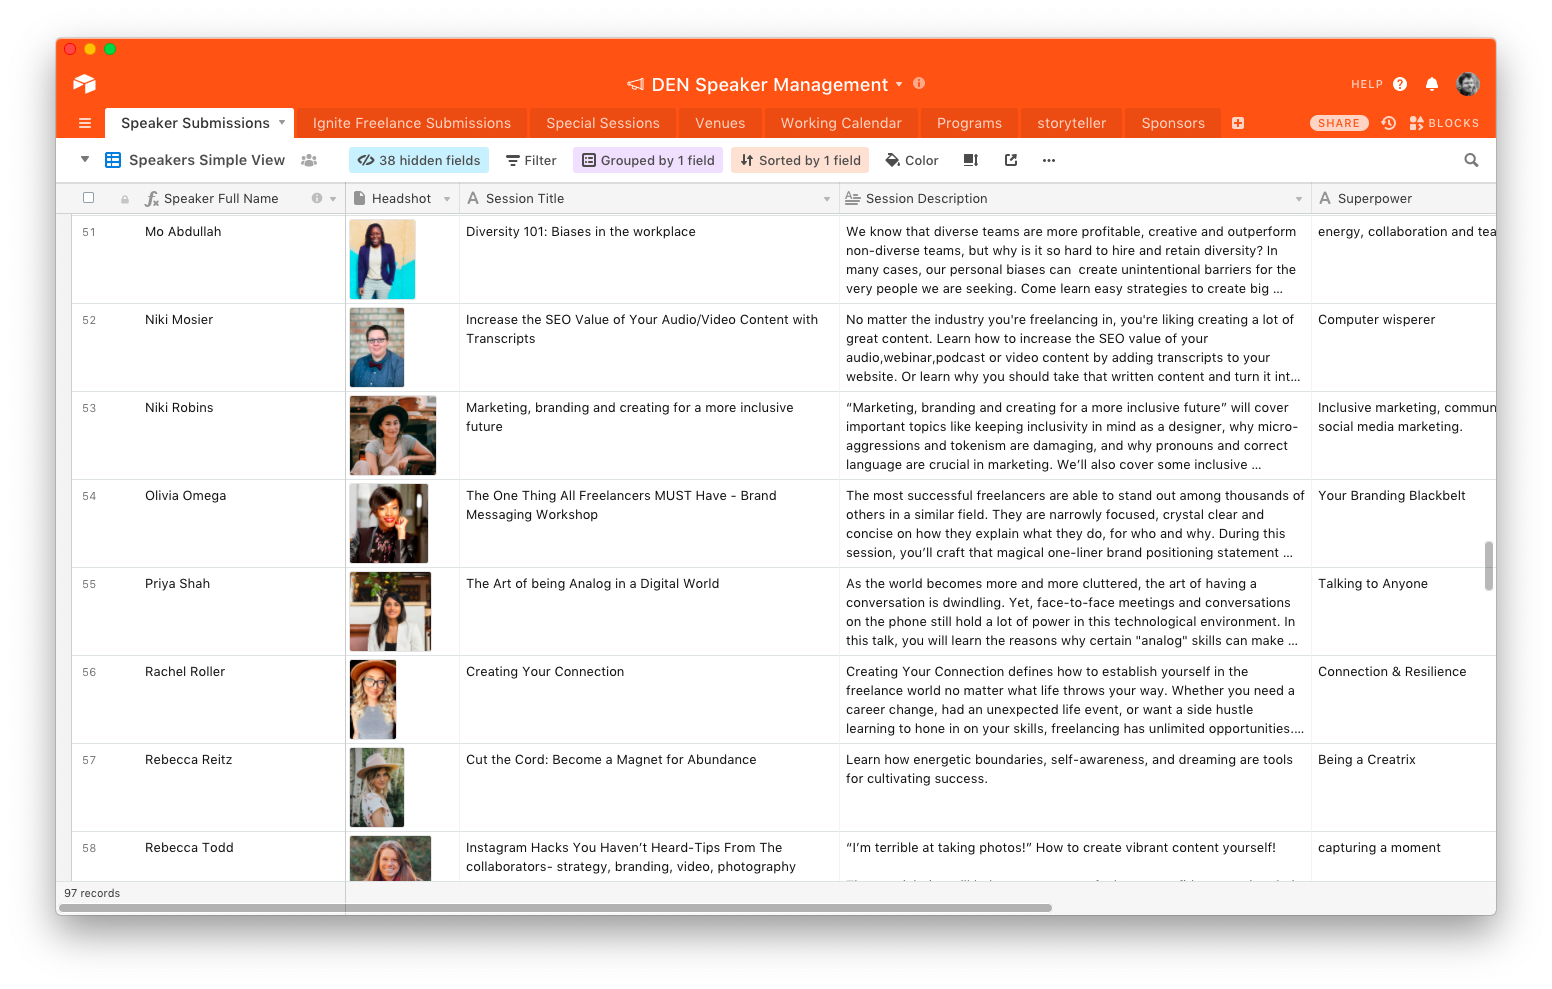 DEN Speaker Management
HELP
Speaker Submissions
Ignite Freelance Submissions
Special Sessions
Venues
Working Calendar
Programs
storyteller
Sponsors
SHARE
BLOCKS
Speakers Simple View
38 hidden fields
Filter
Grouped by 1 field
Sorted by 1 field
Color
Speaker Full Name
Headshot
Session Title
Session Description
Superpower
51
Mo Abdullah
Diversity 101: Biases in the workplace
We know that diverse teams are more profitable, creative and outperform
non-diverse teams, but why is it so hard to hire and retain diversity? In
many cases, our personal biases can  create unintentional barriers for the
very people we are seeking. Come learn easy strategies to create big ...
energy, collaboration and tea
52
Niki Mosier
Increase the SEO Value of Your Audio/Video Content with
Transcripts
No matter the industry you're freelancing in, you're liking creating a lot of
great content. Learn how to increase the SEO value of your
audio,webinar,podcast or video content by adding transcripts to your
website. Or learn why you should take that written content and turn it int...
Computer wisperer
53
Niki Robins
Marketing, branding and creating for a more inclusive
future
“Marketing, branding and creating for a more inclusive future” will cover
important topics like keeping inclusivity in mind as a designer, why micro-
aggressions and tokenism are damaging, and why pronouns and correct
language are crucial in marketing. We’ll also cover some inclusive ...
Inclusive marketing, commun
social media marketing.
54
Olivia Omega
The One Thing All Freelancers MUST Have - Brand
Messaging Workshop
The most successful freelancers are able to stand out among thousands of
others in a similar field. They are narrowly focused, crystal clear and
concise on how they explain what they do, for who and why. During this
session, you’ll craft that magical one-liner brand positioning statement ...
Your Branding Blackbelt
55
Priya Shah
The Art of being Analog in a Digital World
As the world becomes more and more cluttered, the art of having a
conversation is dwindling. Yet, face-to-face meetings and conversations
on the phone still hold a lot of power in this technological environment. In
this talk, you will learn the reasons why certain "analog" skills can make ...
Talking to Anyone
56
Rachel Roller
Creating Your Connection
Creating Your Connection defines how to establish yourself in the
freelance world no matter what life throws your way. Whether you need a
career change, had an unexpected life event, or want a side hustle
learning to hone in on your skills, freelancing has unlimited opportunities....
Connection & Resilience
57
Rebecca Reitz
Cut the Cord: Become a Magnet for Abundance
Learn how energetic boundaries, self-awareness, and dreaming are tools
for cultivating success.
Being a Creatrix
58
Rebecca Todd
Instagram Hacks You Haven’t Heard-Tips From The
collaborators- strategy, branding, video, photography
“I’m terrible at taking photos!” How to create vibrant content yourself!
capturing a moment
97 records